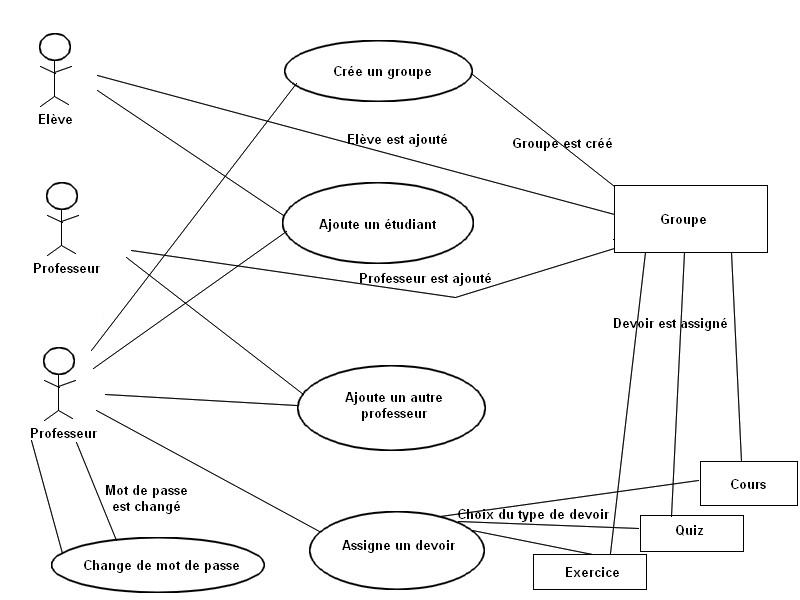 Crée un groupe
Elève
Elève est ajouté
Groupe est créé
Ajoute un étudiant
Groupe
Professeur
Professeur est ajouté
Devoir est assigné
Ajoute un autre
professeur
Professeur
Mot de passe
est changé
Choix du type de devoir
Cours
Quiz
Assigne un devoir
Change de mot de passe
Exercice